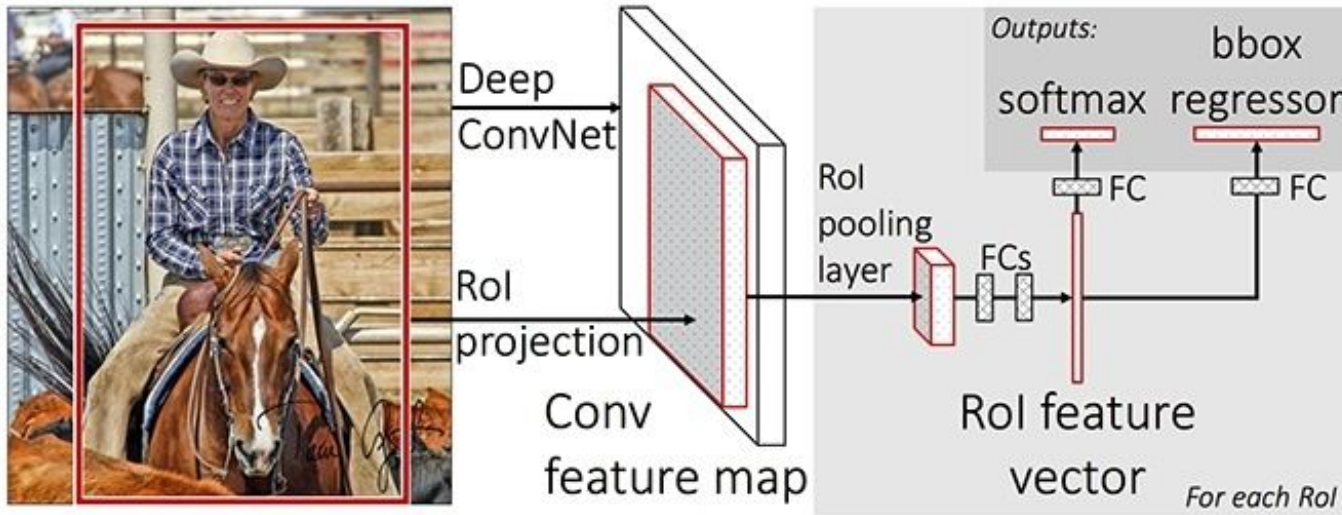 Deep
ConvNet
RoI
projection
Conv
feature map
RoI
pooling
layer
FCs
RoI feature
vector
Outputs:
softmax
bbox
regressor
FC
FC
For each RoI